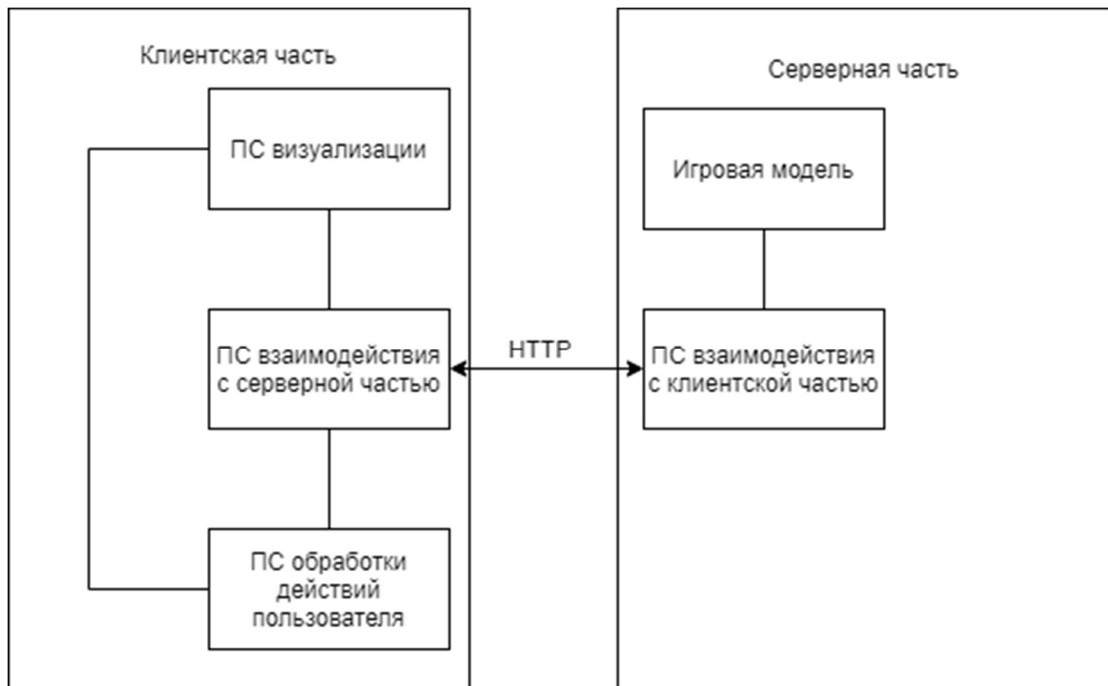 Клиентская часть
ПС визуализации
ПС взаимодействия
с серверной частью
ПС обработки
действий
пользователя
HTTP
Серверная часть
Игровая модель
ПС взаимодействия
с клиентской частью